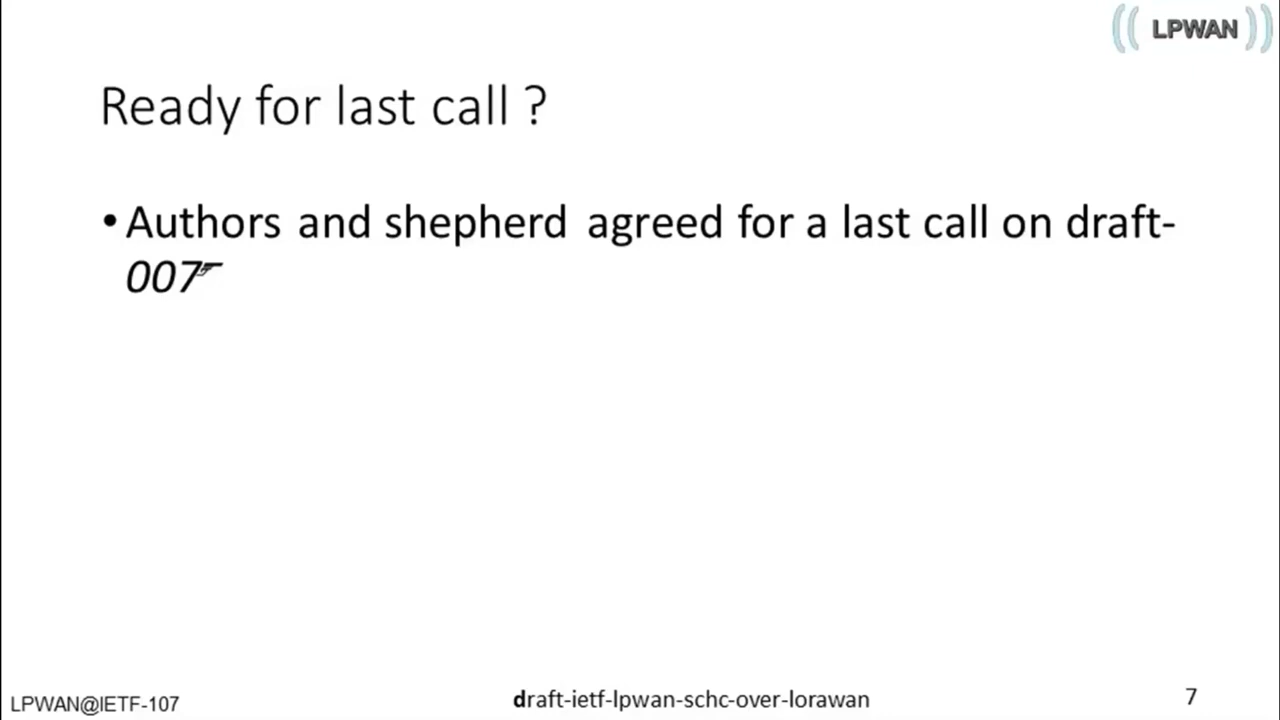 (( LPWAN ))
Ready for last call ?
• Authors and shepherd agreed for a last call on draft-
007
LPWAN@IETF-107
draft-ietf-lpwan-schc-over-lorawan
7